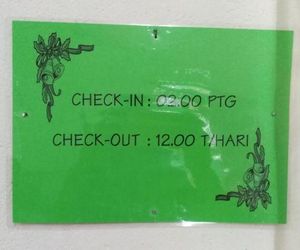 CHECK-IN : 02.00 PTG
CHECK-OUT : 12.00 T/HARI